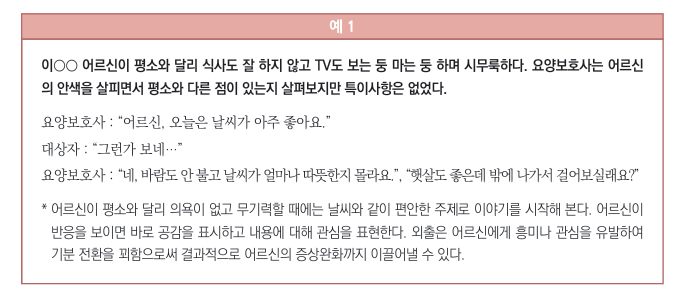 예 1
이○○ 어르신이 평소와 달리 식사도 잘 하지 않고 TV도 보는 둥 마는 둥 하며 시무룩하다. 요양보호사는 어르신
의 안색을 살피면서 평소와 다른 점이 있는지 살펴보지만 특이사항은 없었다.
요양보호사 : “어르신, 오늘은 날씨가 아주 좋아요.”
대상자 : “그런가 보네…”
요양보호사 : “네, 바람도 안 불고 날씨가 얼마나 따뜻한지 몰라요.”, “햇살도 좋은데 밖에 나가서 걸어보실래요?”
* 어르신이 평소와 달리 의욕이 없고 무기력할 때에는 날씨와 같이 편안한 주제로 이야기를 시작해 본다. 어르신이
반응을 보이면 바로 공감을 표시하고 내용에 대해 관심을 표현한다. 외출은 어르신에게 흥미나 관심을 유발하여
기분 전환을 꾀함으로써 결과적으로 어르신의 증상완화까지 이끌어낼 수 있다.